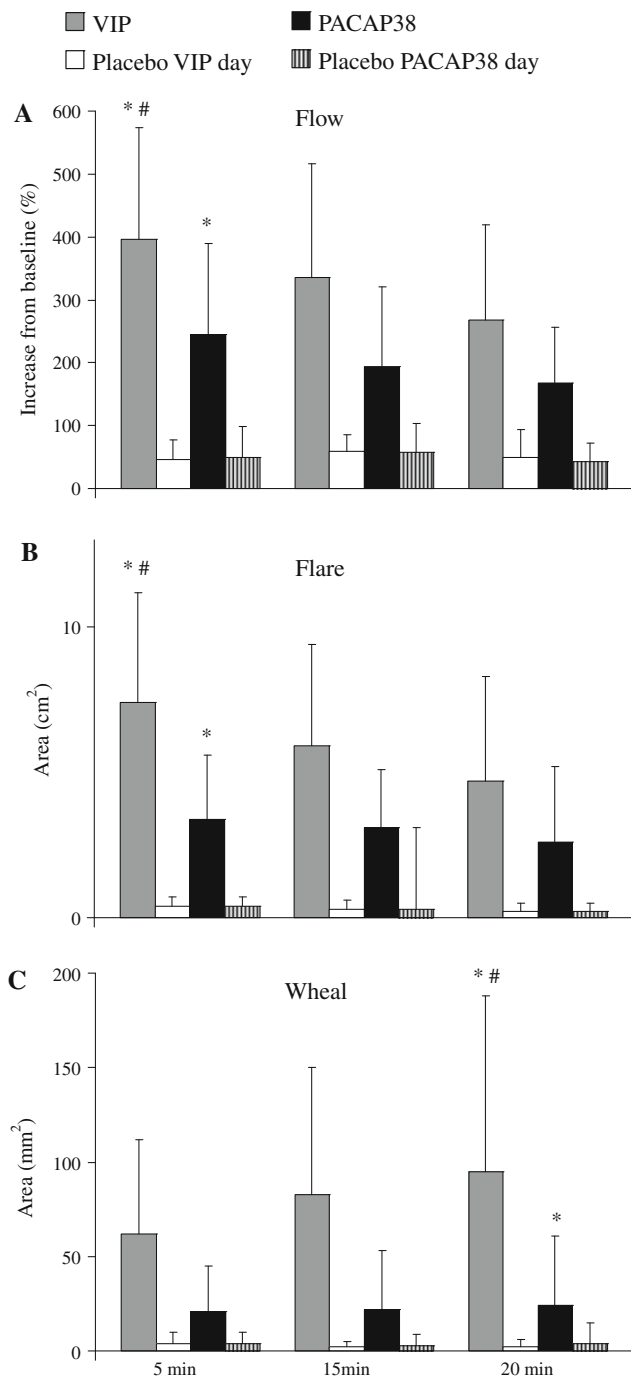 VIP PACAP38
Placebo VIP day Placebo PACAP38 day
A
Flow
* #
*
Increase from baseline (%)
600
500
400
300
200
100
0
B
Flare
* #
*
Area (cm²)
10
0
C
Wheal
* #
*
Area (mm²)
200
150
100
50
0
5 min 15min 20 min